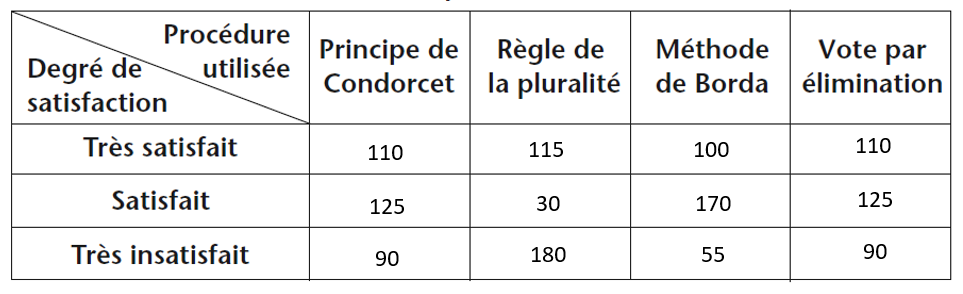 Procédure utilisée
Degré de satisfaction
Principe de Condorcet
Règle de la pluralité
Méthode de Borda
Vote par élimination
Très satisfait 110 115 100 110
Satisfait 125 30 170 125
Très insatisfait 90 180 55 90